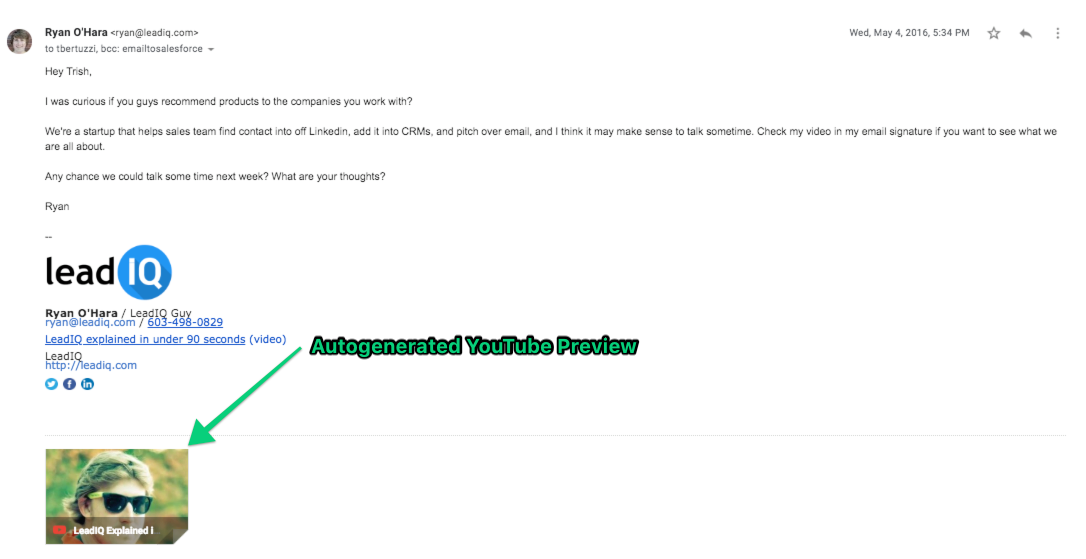 Ryan O'Hara <ryan@leadiq.com>
Wed, May 4, 2016, 5:34 PM
to tbertuzzi, bcc: emailtosalesforce
Hey Trish,
I was curious if you guys recommend products to the companies you work with?
We're a startup that helps sales team find contact into off Linkedin, add it into CRMs, and pitch over email, and I think it may make sense to talk sometime. Check my video in my email signature if you want to see what we
are all about.
Any chance we could talk some time next week? What are your thoughts?
Ryan
--
lead IQ
Ryan O'Hara / LeadIQ Guy
ryan@leadiq.com / 603-498-0829
LeadIQ explained in under 90 seconds (video)
Autogenerated YouTube Preview
LeadIQ
http://leadiq.com
LeadIQ Explained i